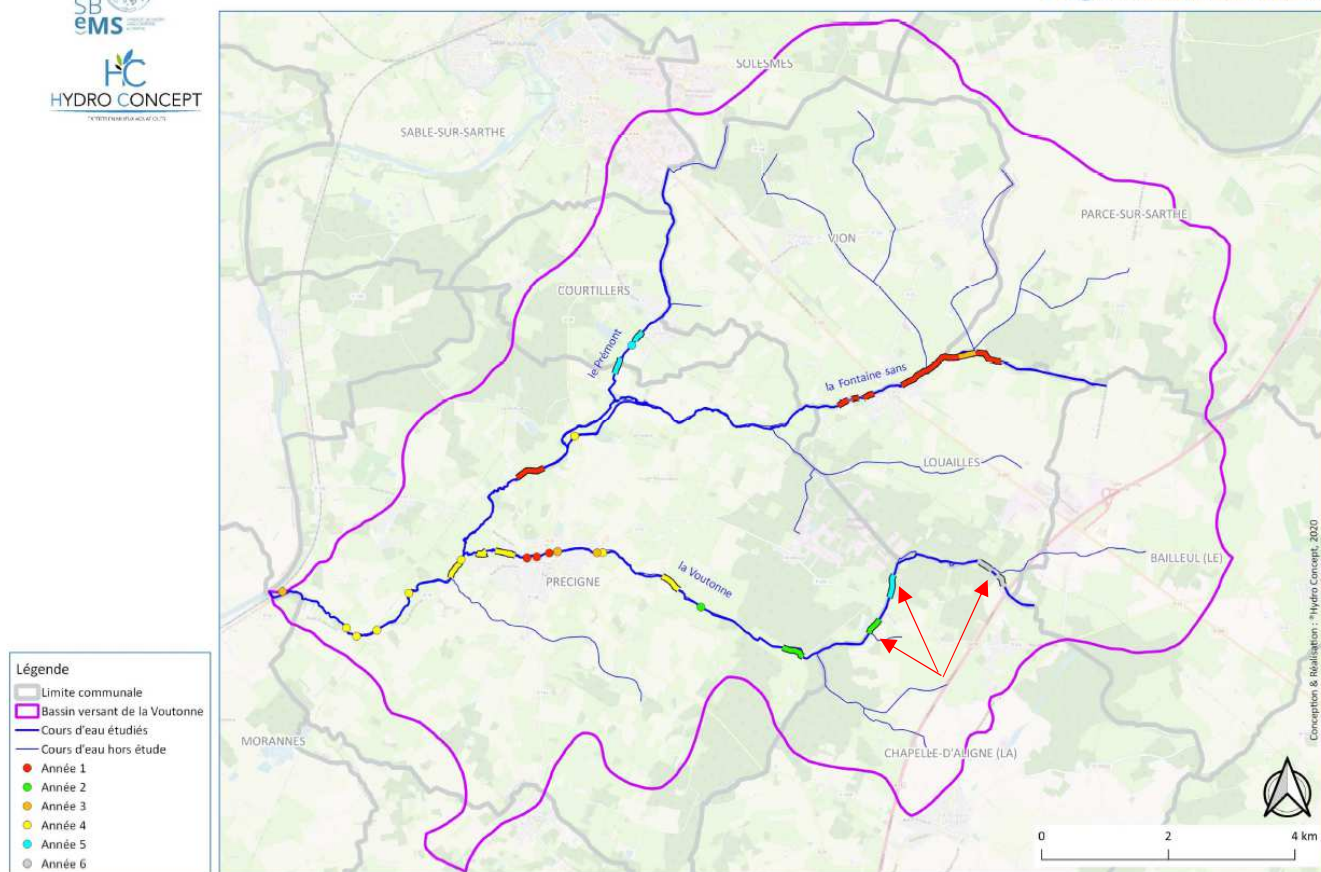 SB
eMS
HC
HYDRO CONCEPT
SOLESMES
SABLE-SUR-SARTHE
PARCE-SUR-SARTHE
VION
COURTILLERS
le Prémont
la Fontaine sans
LOUAILLES
BAILLEUL (LE)
la Voutonne
PRECIGNE
MORANNES
CHAPELLE-D'ALIGNE (LA)
Légende
Limite communale
Bassin versant de la Voutonne
Cours d'eau étudiés
Cours d'eau hors étude
Année 1
Année 2
Année 3
Année 4
Année 5
Année 6
0 2 4 km
Conception & Réalisation : ®Hydro Concept, 2020